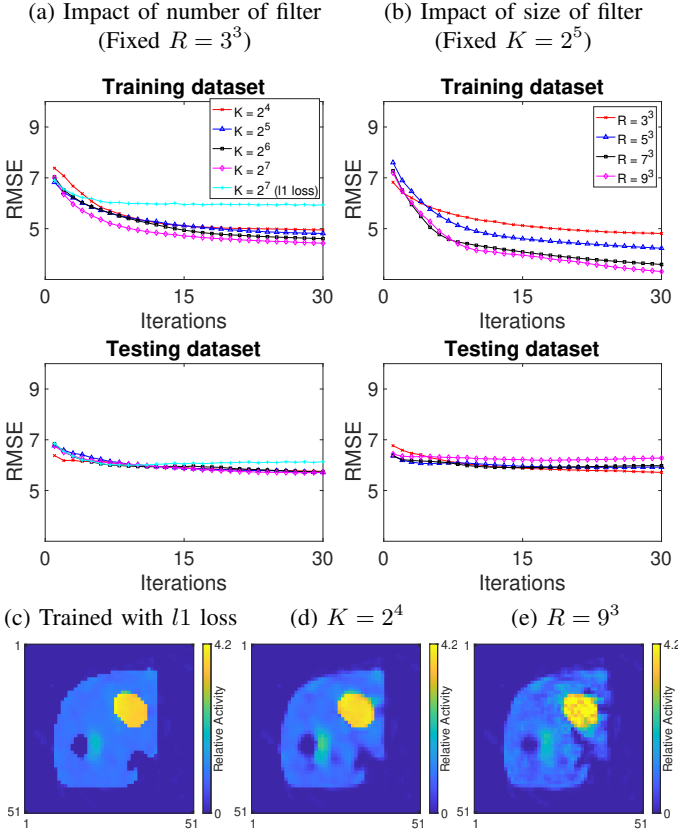 (a) Impact of number of filter
(Fixed R = 3³)
(b) Impact of size of filter
(Fixed K = 2⁵)
Training dataset
9
7
5
RMSE
K = 2⁴
K = 2⁵
K = 2⁶
K = 2⁷
K = 2⁷ (l1 loss)
0
15
30
Iterations
Training dataset
9
7
5
RMSE
R = 3³
R = 5³
R = 7³
R = 9³
0
15
30
Iterations
Testing dataset
9
7
5
RMSE
0
15
30
Iterations
Testing dataset
9
7
5
RMSE
0
15
30
Iterations
(c) Trained with l1 loss
1
51
1
51
4.2
Relative Activity
0
(d) K = 2⁴
1
51
4.2
Relative Activity
0
(e) R = 9³
1
51
4.2
Relative Activity
0